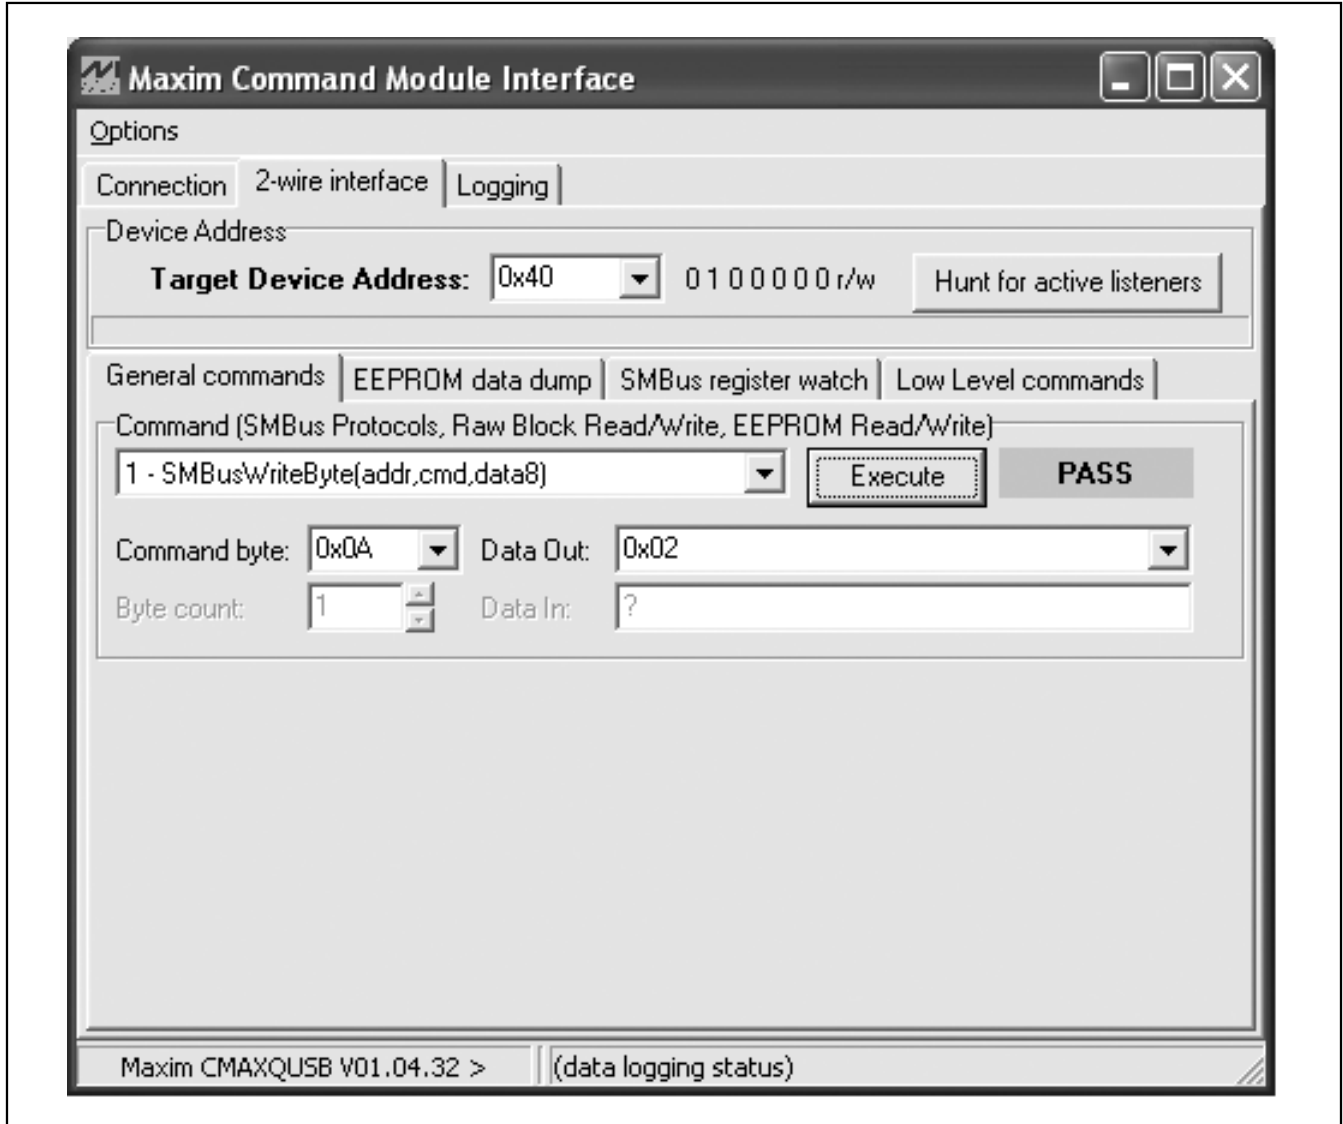 Maxim Command Module Interface
Options
Connection 2-wire interface Logging
Device Address
Target Device Address: 0x40 0 1 0 0 0 0 0 r/w Hunt for active listeners
General commands EEPROM data dump SMBus register watch Low Level commands
Command (SMBus Protocols, Raw Block Read/Write, EEPROM Read/Write)
1 - SMBusWriteByte(addr,cmd,data8) Execute PASS
Command byte: 0x0A Data Out: 0x02
Byte count: 1 Data In: ?
Maxim CMAXQUSB V01.04.32 > (data logging status)